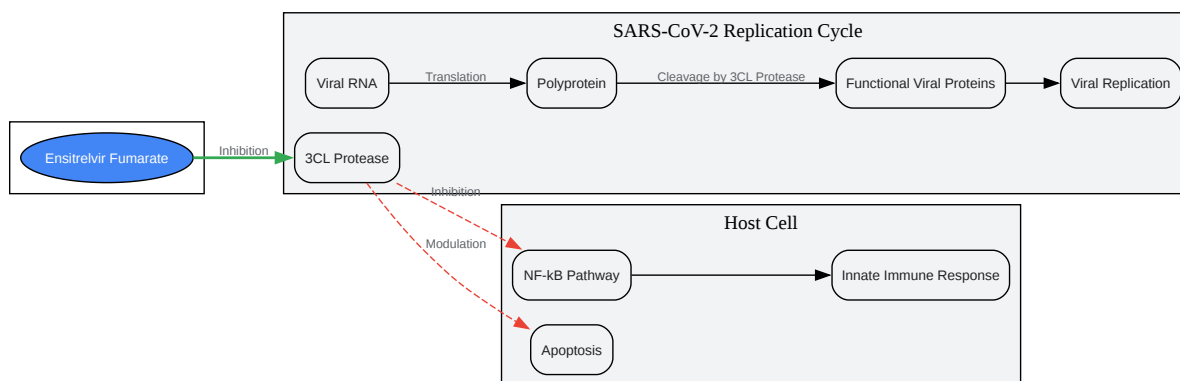 SARS-CoV-2 Replication Cycle
Viral RNA
Translation
Polyprotein
Cleavage by 3CL Protease
Functional Viral Proteins
Viral Replication
Ensitrelvir Fumarate
Inhibition
3CL Protease
Inhibition
Modulation
Host Cell
NF-kB Pathway
Innate Immune Response
Apoptosis